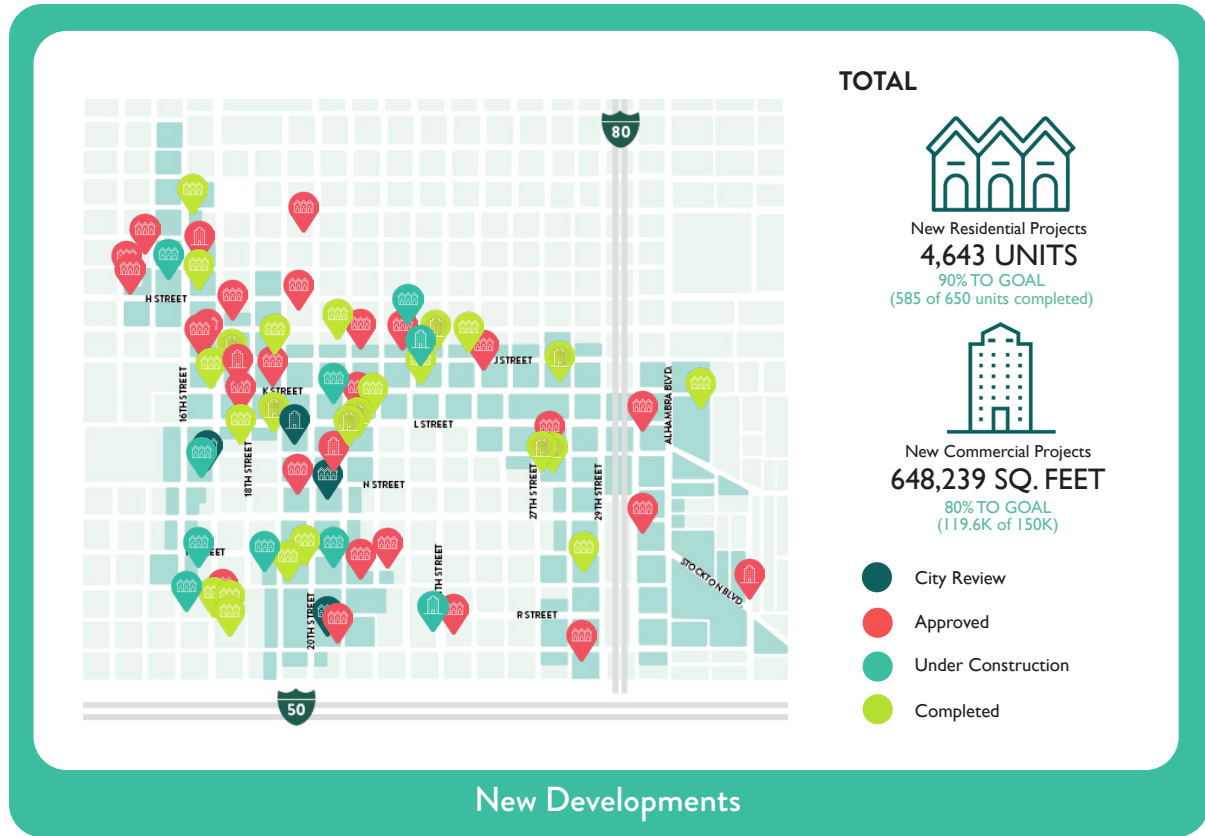 TOTAL
80
New Residential Projects
4,643 UNITS
90% TO GOAL
(585 of 650 units completed)
H STREET
J STREET
16TH STREET
K STREET
ALHAMBRA BLVD.
L STREET
New Commercial Projects
648,239 SQ. FEET
80% TO GOAL
(119.6K of 150K)
18TH STREET
N STREET
27TH STREET
29TH STREET
STREET
TH STREET
STOCKTON BLVD.
20TH STREET
R STREET
City Review
Approved
Under Construction
Completed
50
New Developments